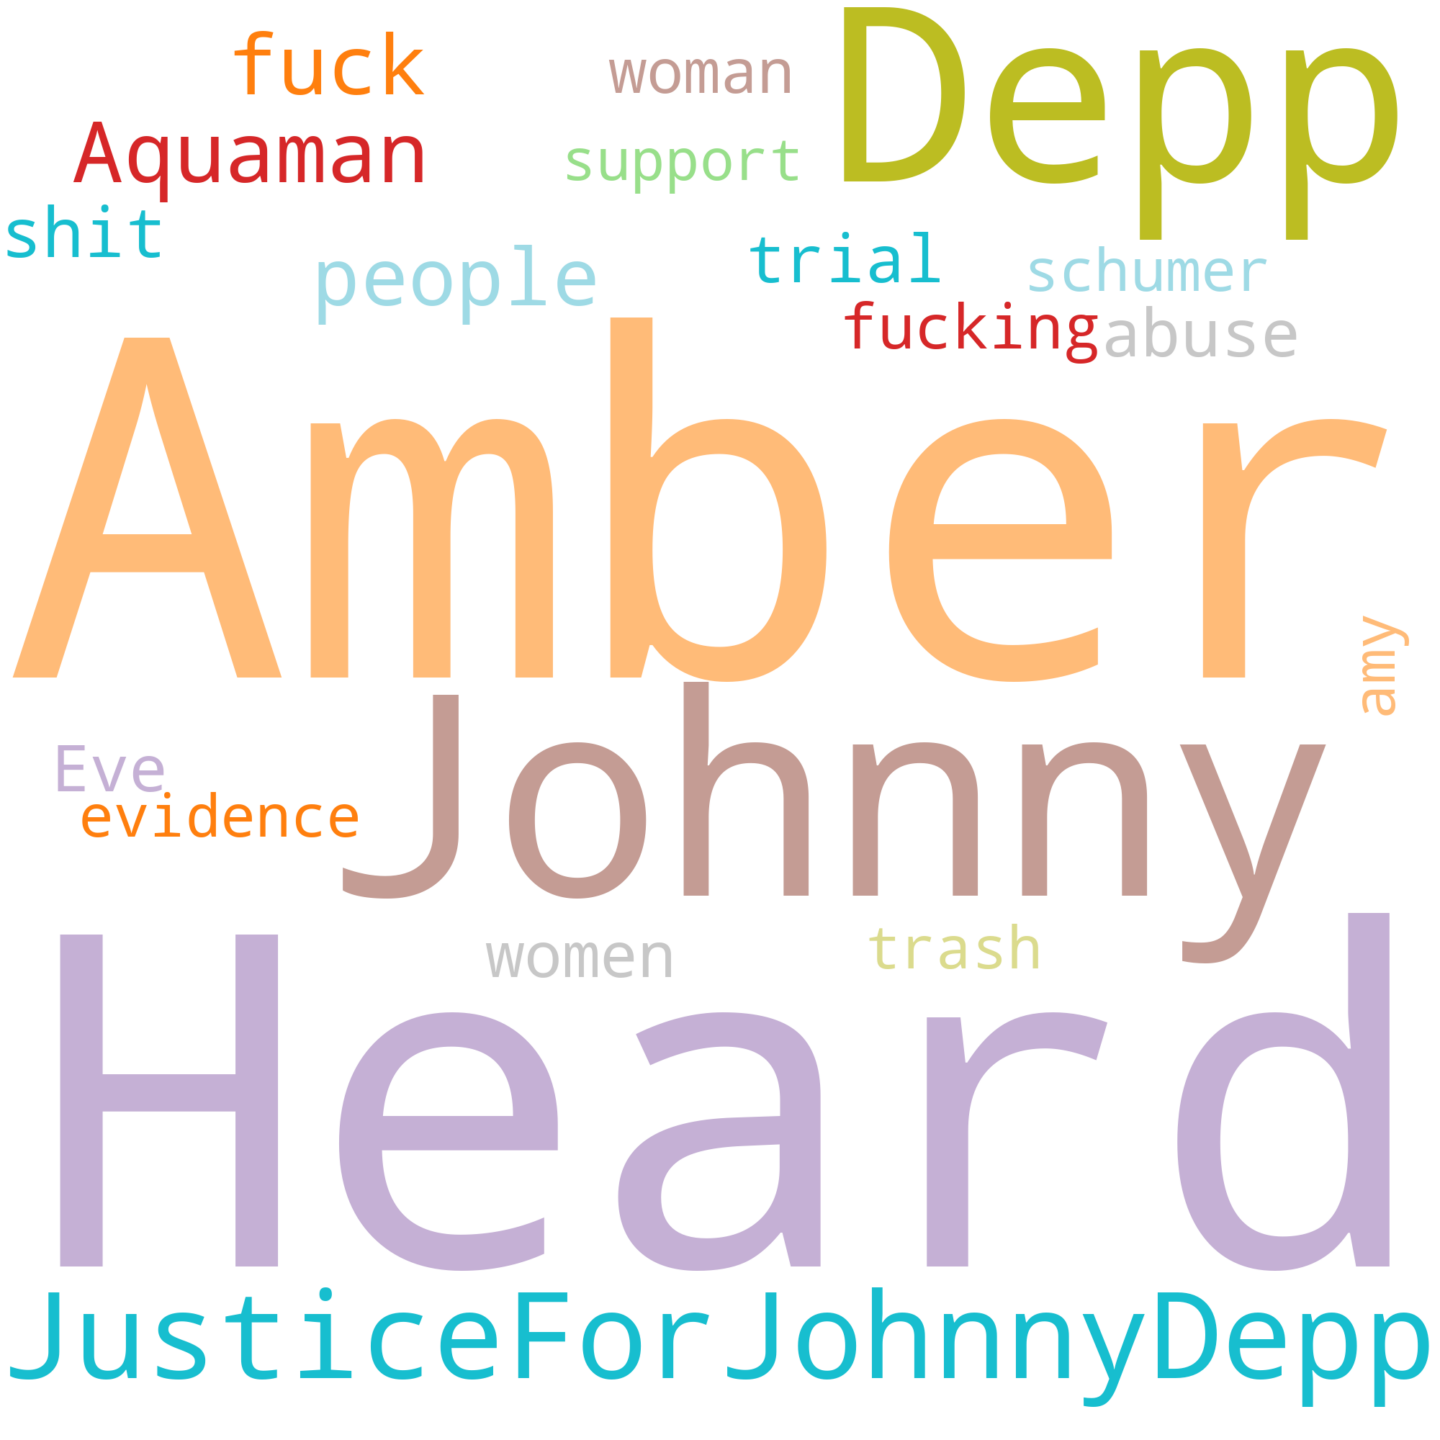 fuck
woman
Depp
Aquaman
support
shit
people
trial
schumer
fucking
abuse
Amber
amy
Johnny
Eve
evidence
women
trash
Heard
JusticeForJohnnyDepp